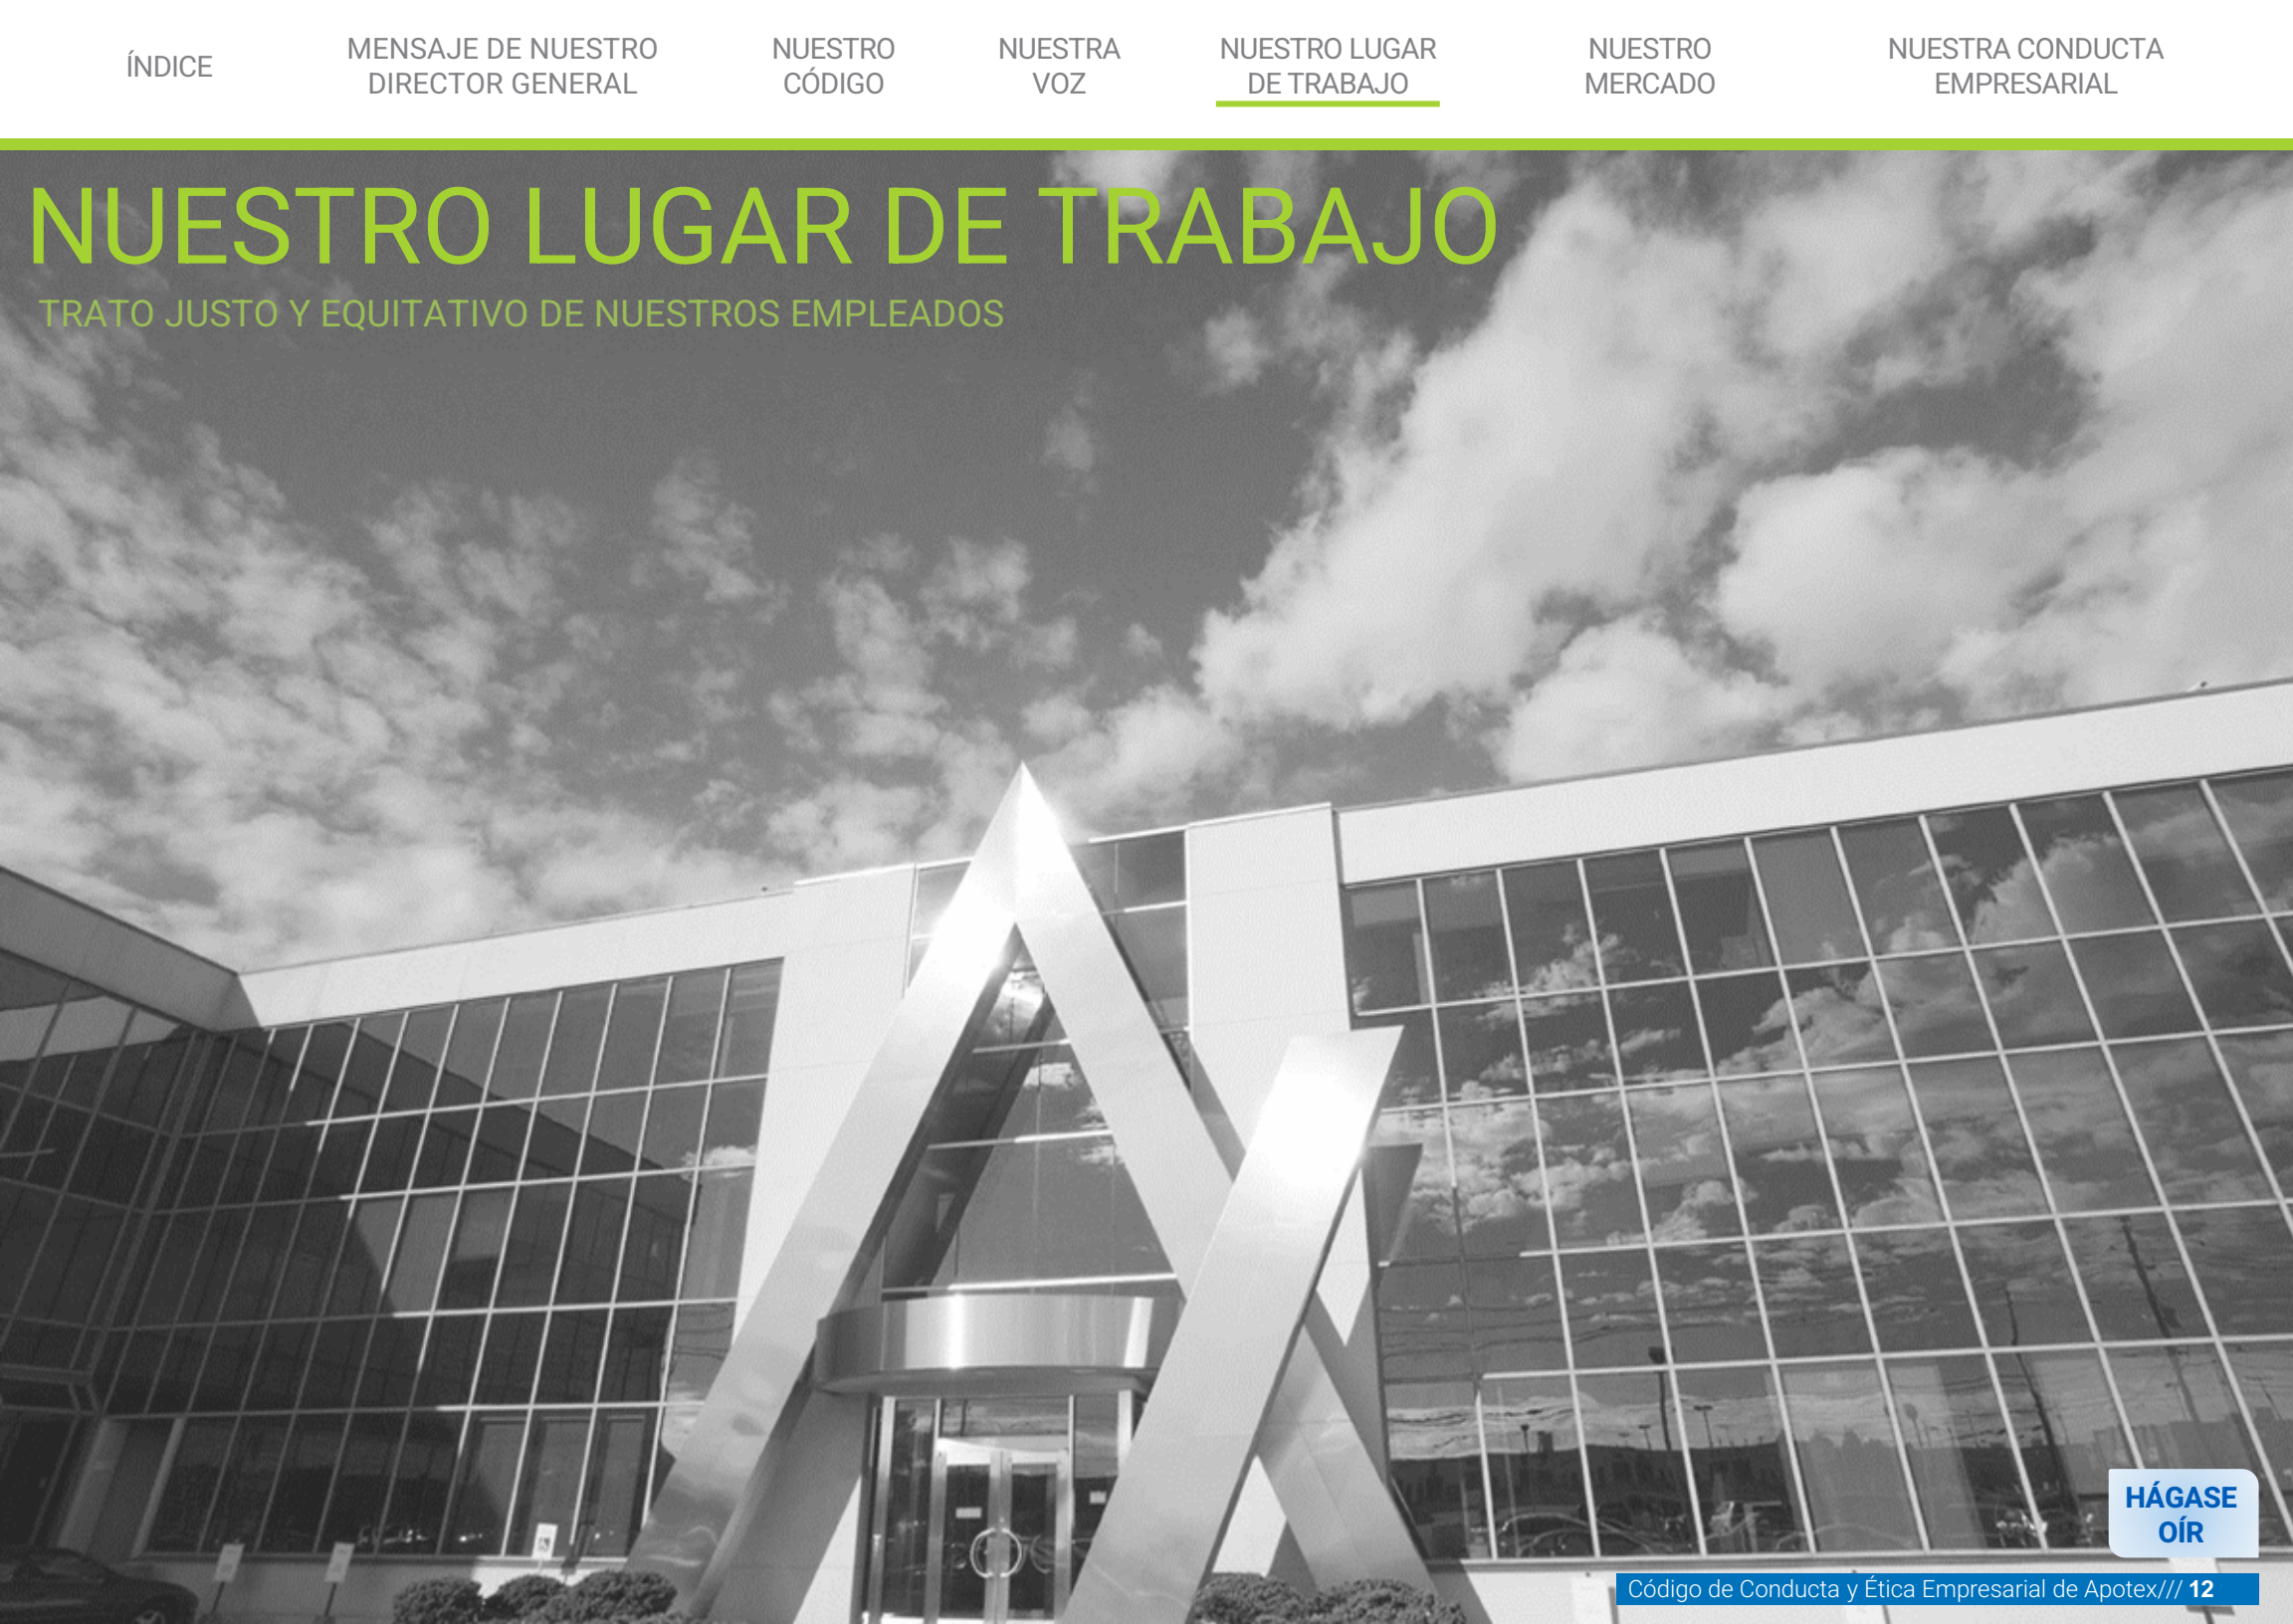 ÍNDICE
MENSAJE DE NUESTRO
DIRECTOR GENERAL
NUESTRO
CÓDIGO
NUESTRA
VOZ
NUESTRO LUGAR
DE TRABAJO
NUESTRO
MERCADO
NUESTRA CONDUCTA
EMPRESARIAL
NUESTRO LUGAR DE TRABAJO
TRATO JUSTO Y EQUITATIVO DE NUESTROS EMPLEADOS
HÁGASE
OÍR
Código de Conducta y Ética Empresarial de Apotex/// 12